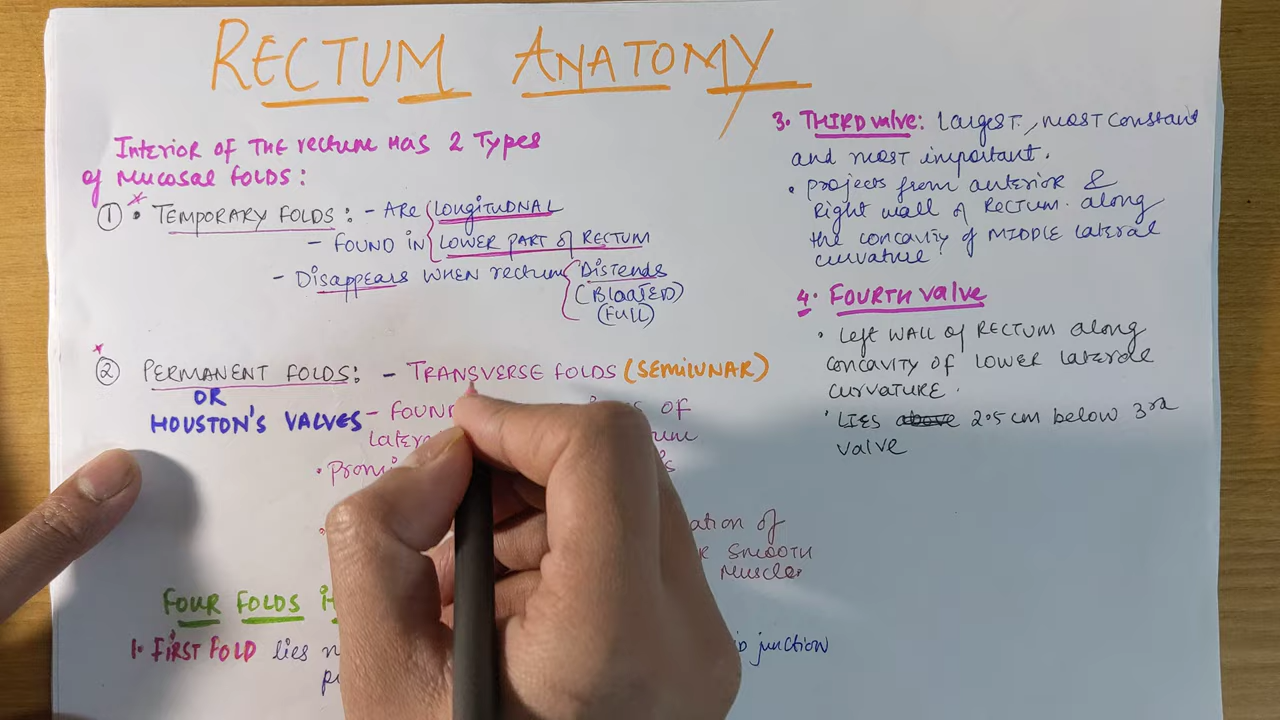 RECTUM ANATOMY
Interior of THE rectum Has 2 Types
of Mucosal FOLDS:
① • TEMPORARY FOLDS: - ARE LONGITUDNAL
- FOUND IN LOWER PART of RECTUM
- Disappears WHEN rectum Distends
(BLOATED)
(FULL)
② PERMANENT FOLDS: - TRANSVERSE FOLDS (SEMILUNAR)
OR
HOUSTON'S VALVES - of
FOUR FOLDS
SMOOTH
Muscles
1. FIRST FOLD lies junction
3. THIRD valve: Largest, most constant
and most important.
• projects from anterior &
Right wall of RECTUM. along
the concavity of MIDDLE lateral
curvature.
4. FOURTH valve
• Left WALL of RECTUM along
concavity of LOWER laterale
curvature.
• LIES above 2.5 cm below 3rd
valve